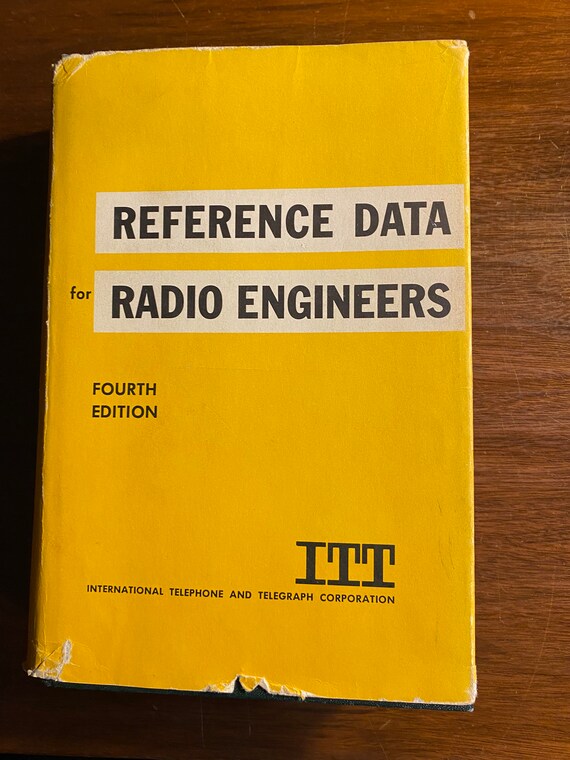 REFERENCE DATA
for RADIO ENGINEERS
FOURTH
EDITION
ITT
INTERNATIONAL TELEPHONE AND TELEGRAPH CORPORATION